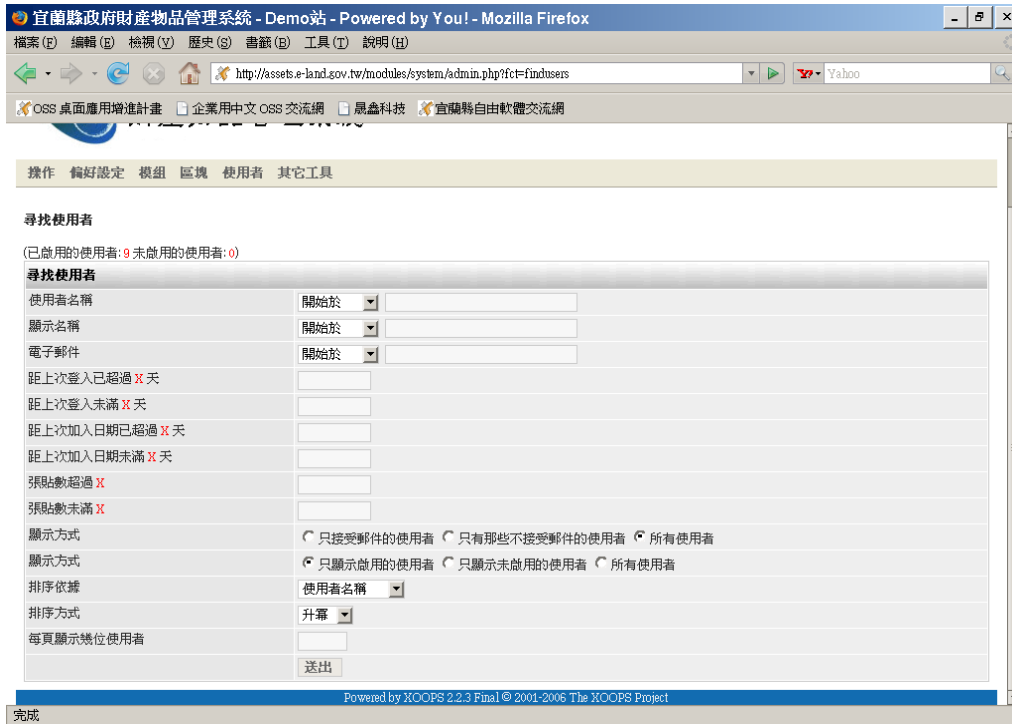 宜蘭縣政府財產物品管理系統 - Demo站 - Powered by You! - Mozilla Firefox
檔案(F) 編輯(E) 檢視(V) 歷史(S) 書籤(B) 工具(T) 說明(H)
http://assets.e-land.gov.tw/modules/system/admin.php?fct=findusers Yahoo
OSS 桌面應用增進計畫 企業用中文 OSS 交流網 晟鑫科技 宜蘭縣自由軟體交流網
操作 偏好設定 模組 區塊 使用者 其它工具
尋找使用者
(已啟用的使用者: 9 未啟用的使用者: 0)
尋找使用者
使用者名稱 開始於
顯示名稱 開始於
電子郵件 開始於
距上次登入已超過 X 天
距上次登入未滿 X 天
距上次加入日期已超過 X 天
距上次加入日期未滿 X 天
張貼數超過 X
張貼數未滿 X
顯示方式 只接受郵件的使用者 只有那些不接受郵件的使用者 所有使用者
顯示方式 只顯示啟用的使用者 只顯示未啟用的使用者 所有使用者
排序依據 使用者名稱
排序方式 升冪
每頁顯示幾位使用者
送出
Powered by XOOPS 2.2.3 Final © 2001-2006 The XOOPS Project
完成